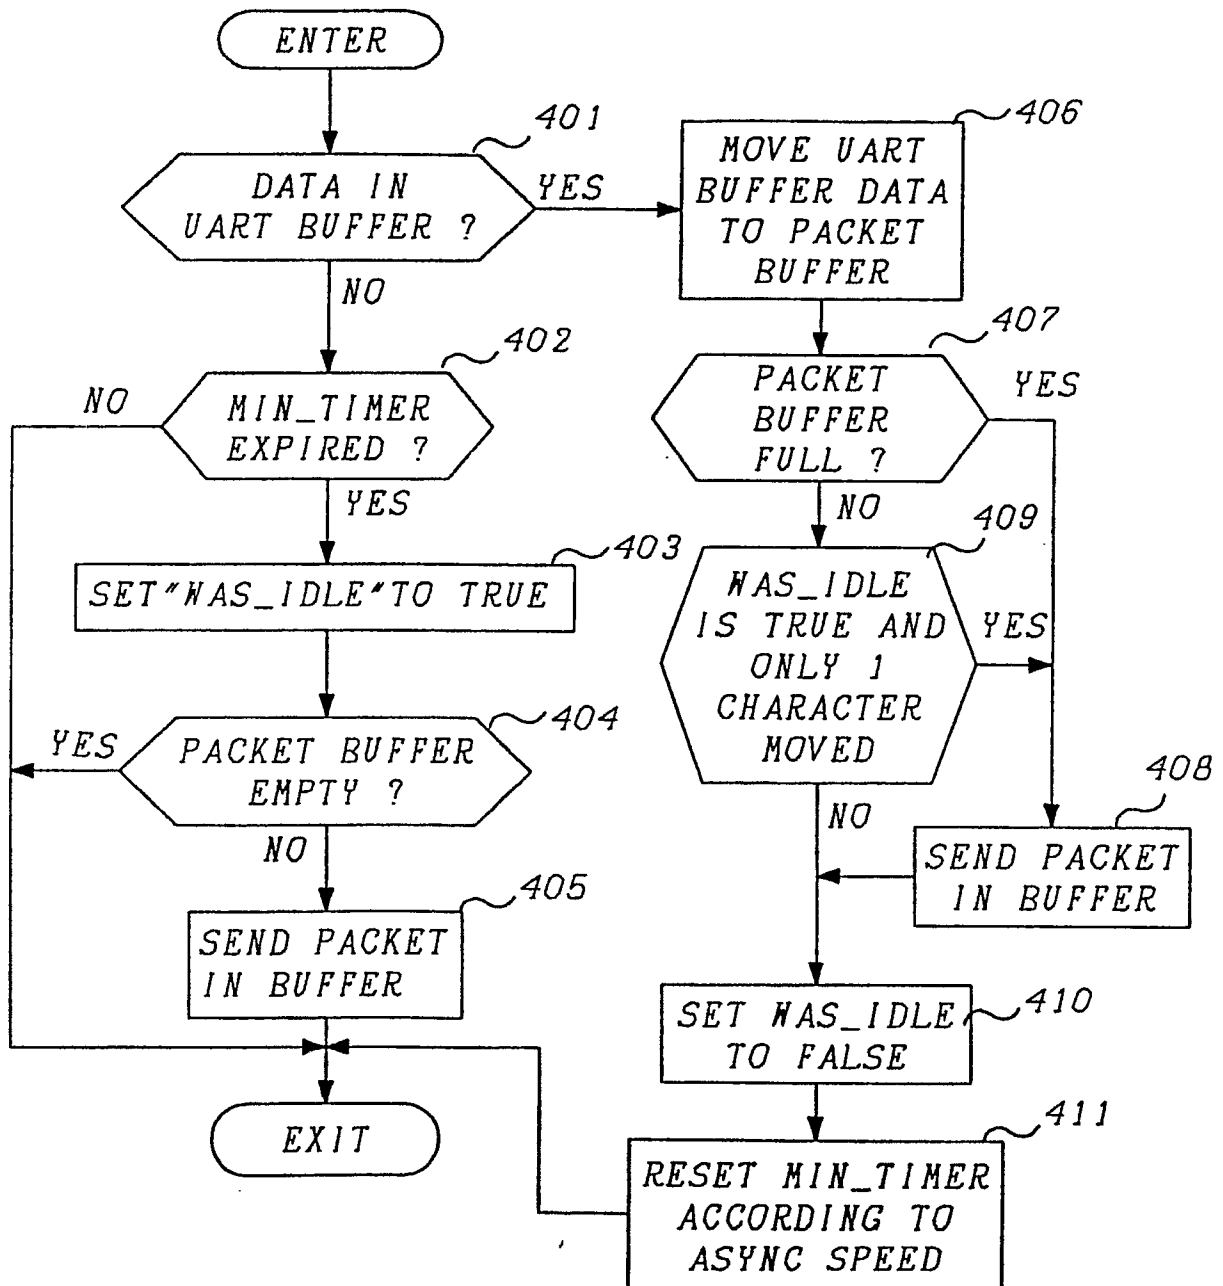 ENTER
401
DATA IN
UART BUFFER ?
YES
NO
402
MIN_TIMER
EXPIRED ?
NO
YES
403
SET"WAS_IDLE"TO TRUE
404
PACKET BUFFER
EMPTY ?
YES
NO
405
SEND PACKET
IN BUFFER
EXIT
406
MOVE UART
BUFFER DATA
TO PACKET
BUFFER
407
PACKET
BUFFER
FULL ?
YES
NO
409
WAS_IDLE
IS TRUE AND
ONLY 1
CHARACTER
MOVED
YES
NO
408
SEND PACKET
IN BUFFER
410
SET WAS_IDLE
TO FALSE
411
RESET MIN_TIMER
ACCORDING TO
ASYNC SPEED